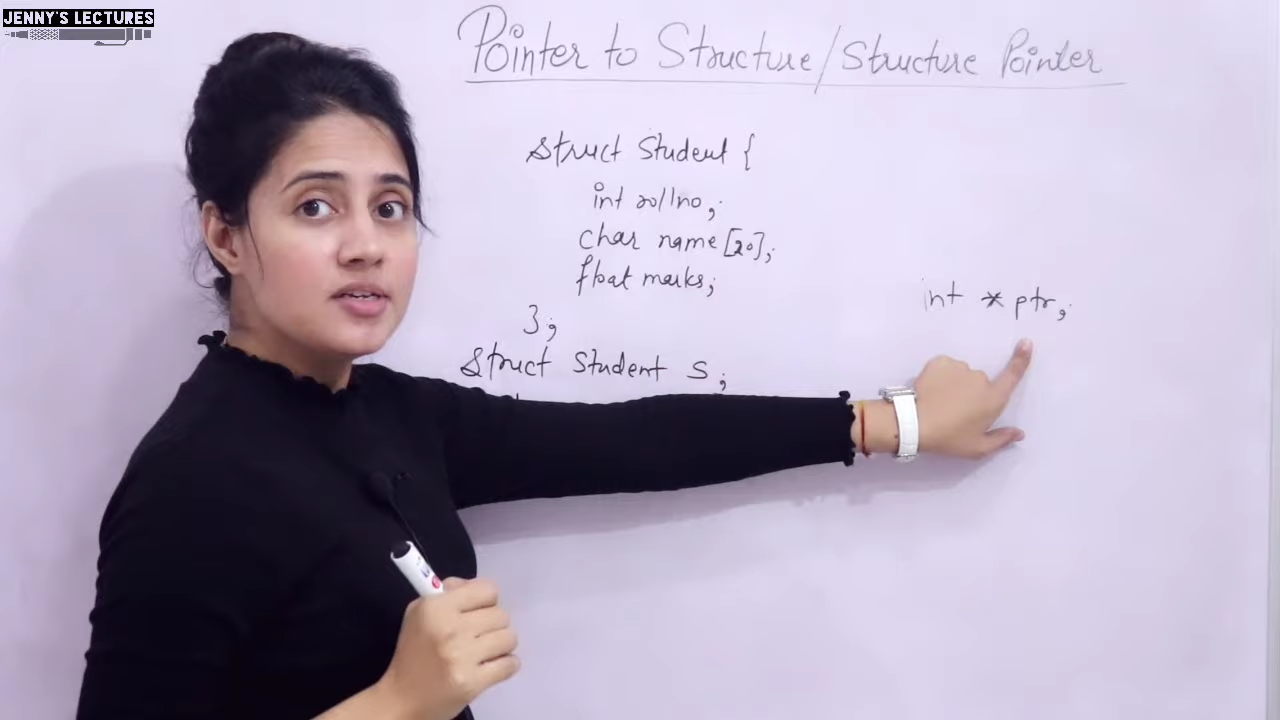 JENNY'S LECTURES
Pointer to Structure/Structure Pointer
struct Student {
int rollno;
char name[20];
float marks;
};
int *ptr;
Struct Student s;